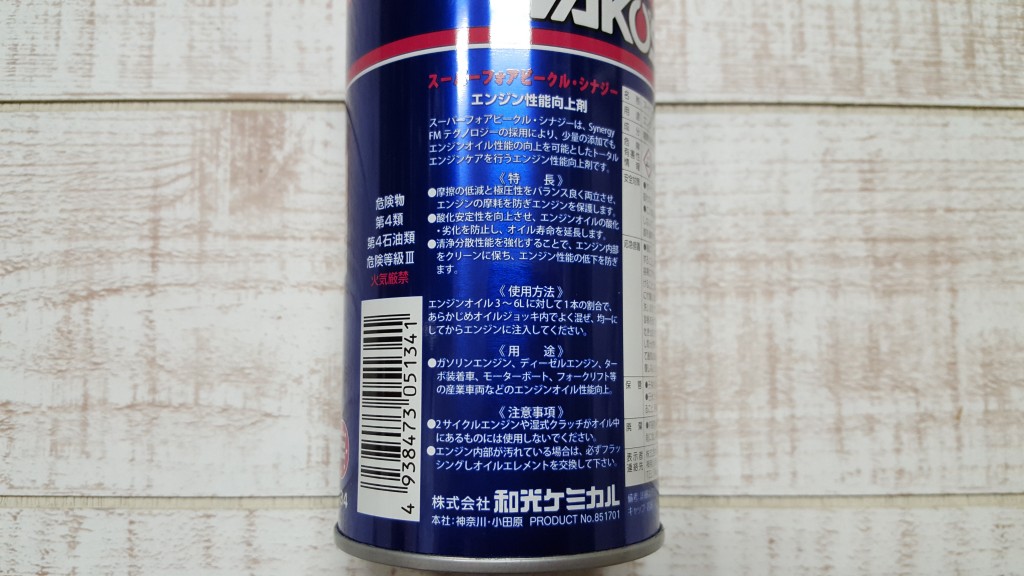 スーパーフォアビークル・シナジー
エンジン性能向上剤
スーパーフォアビークル・シナジーは、Synergy
FMテクノロジーの採用により、少量の添加でも
エンジンオイル性能の向上を可能としたトータル
エンジンケアを行うエンジン性能向上剤です。
《特　長》
●摩擦の低減と極圧性をバランス良く両立させ、
エンジンの摩耗を防ぎエンジンを保護します。
●酸化安定性を向上させ、エンジンオイルの酸化
・劣化を防止し、オイル寿命を延長します。
●清浄分散性能を強化することで、エンジン内部
をクリーンに保ち、エンジン性能の低下を防ぎ
ます。
《使用方法》
エンジンオイル3～6Lに対して1本の割合で、
あらかじめオイルジョッキ内でよく混ぜ、均一に
してからエンジンに注入してください。
《用　途》
●ガソリンエンジン、ディーゼルエンジン、ター
ボ装着車、モーターボート、フォークリフト等
の産業車両などのエンジンオイル性能向上。
《注意事項》
●2サイクルエンジンや湿式クラッチがオイル中
にあるものには使用しないでください。
●エンジン内部が汚れている場合は、必ずフラッ
シングしオイルエレメントを交換して下さい。
株式会社 和光ケミカル
本社:神奈川・小田原 PRODUCT No.851701
危険物
第4類
第4石油類
危険等級Ⅲ
火気厳禁
4 938473 051341
安全対策
応急措置
保管
廃棄
表示者
連絡先